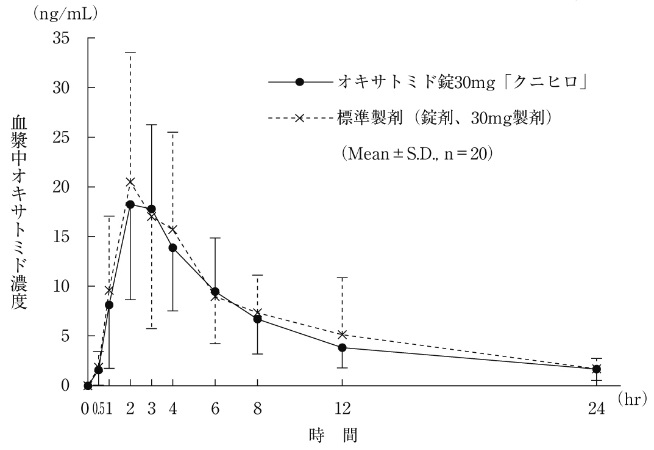 (ng/mL)
35
30
25
20
15
10
5
0
血漿中オキサトミド濃度
オキサトミド錠30mg「クニヒロ」
標準製剤（錠剤、30mg製剤）
(Mean±S.D., n=20)
0 0.5 1 2 3 4 6 8 12 24 (hr)
時 間